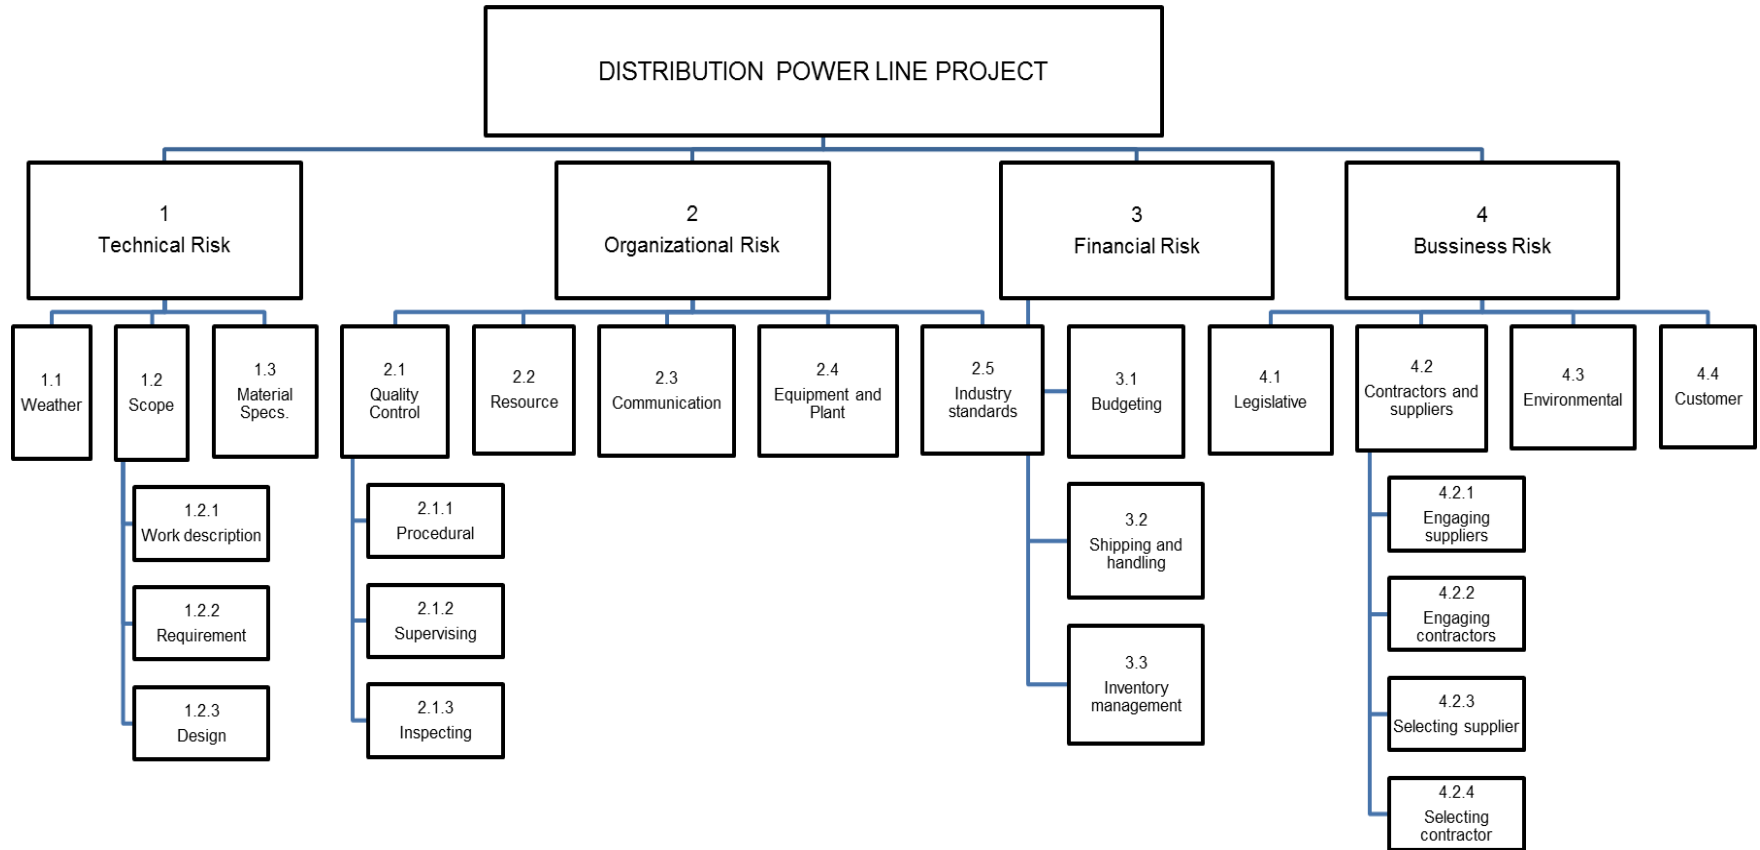 DISTRIBUTION POWER LINE PROJECT
1
Technical Risk
2
Organizational Risk
3
Financial Risk
4
Bussiness Risk
1.1
Weather
1.2
Scope
1.3
Material
Specs.
2.1
Quality
Control
2.2
Resource
2.3
Communication
2.4
Equipment and
Plant
2.5
Industry
standards
3.1
Budgeting
4.1
Legislative
4.2
Contractors and
suppliers
4.3
Environmental
4.4
Customer
1.2.1
Work description
1.2.2
Requirement
1.2.3
Design
2.1.1
Procedural
2.1.2
Supervising
2.1.3
Inspecting
3.2
Shipping and
handling
3.3
Inventory
management
4.2.1
Engaging
suppliers
4.2.2
Engaging
contractors
4.2.3
Selecting supplier
4.2.4
Selecting
contractor